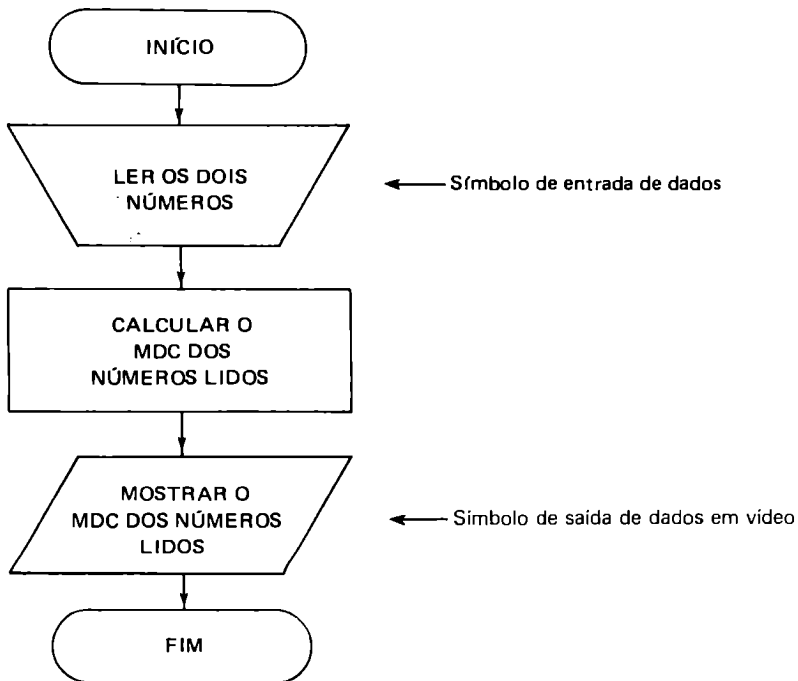 INÍCIO
LER OS DOIS
NÚMEROS
Símbolo de entrada de dados
CALCULAR O
MDC DOS
NÚMEROS LIDOS
MOSTRAR O
MDC DOS NÚMEROS
LIDOS
Simbolo de saída de dados em vídeo
FIM